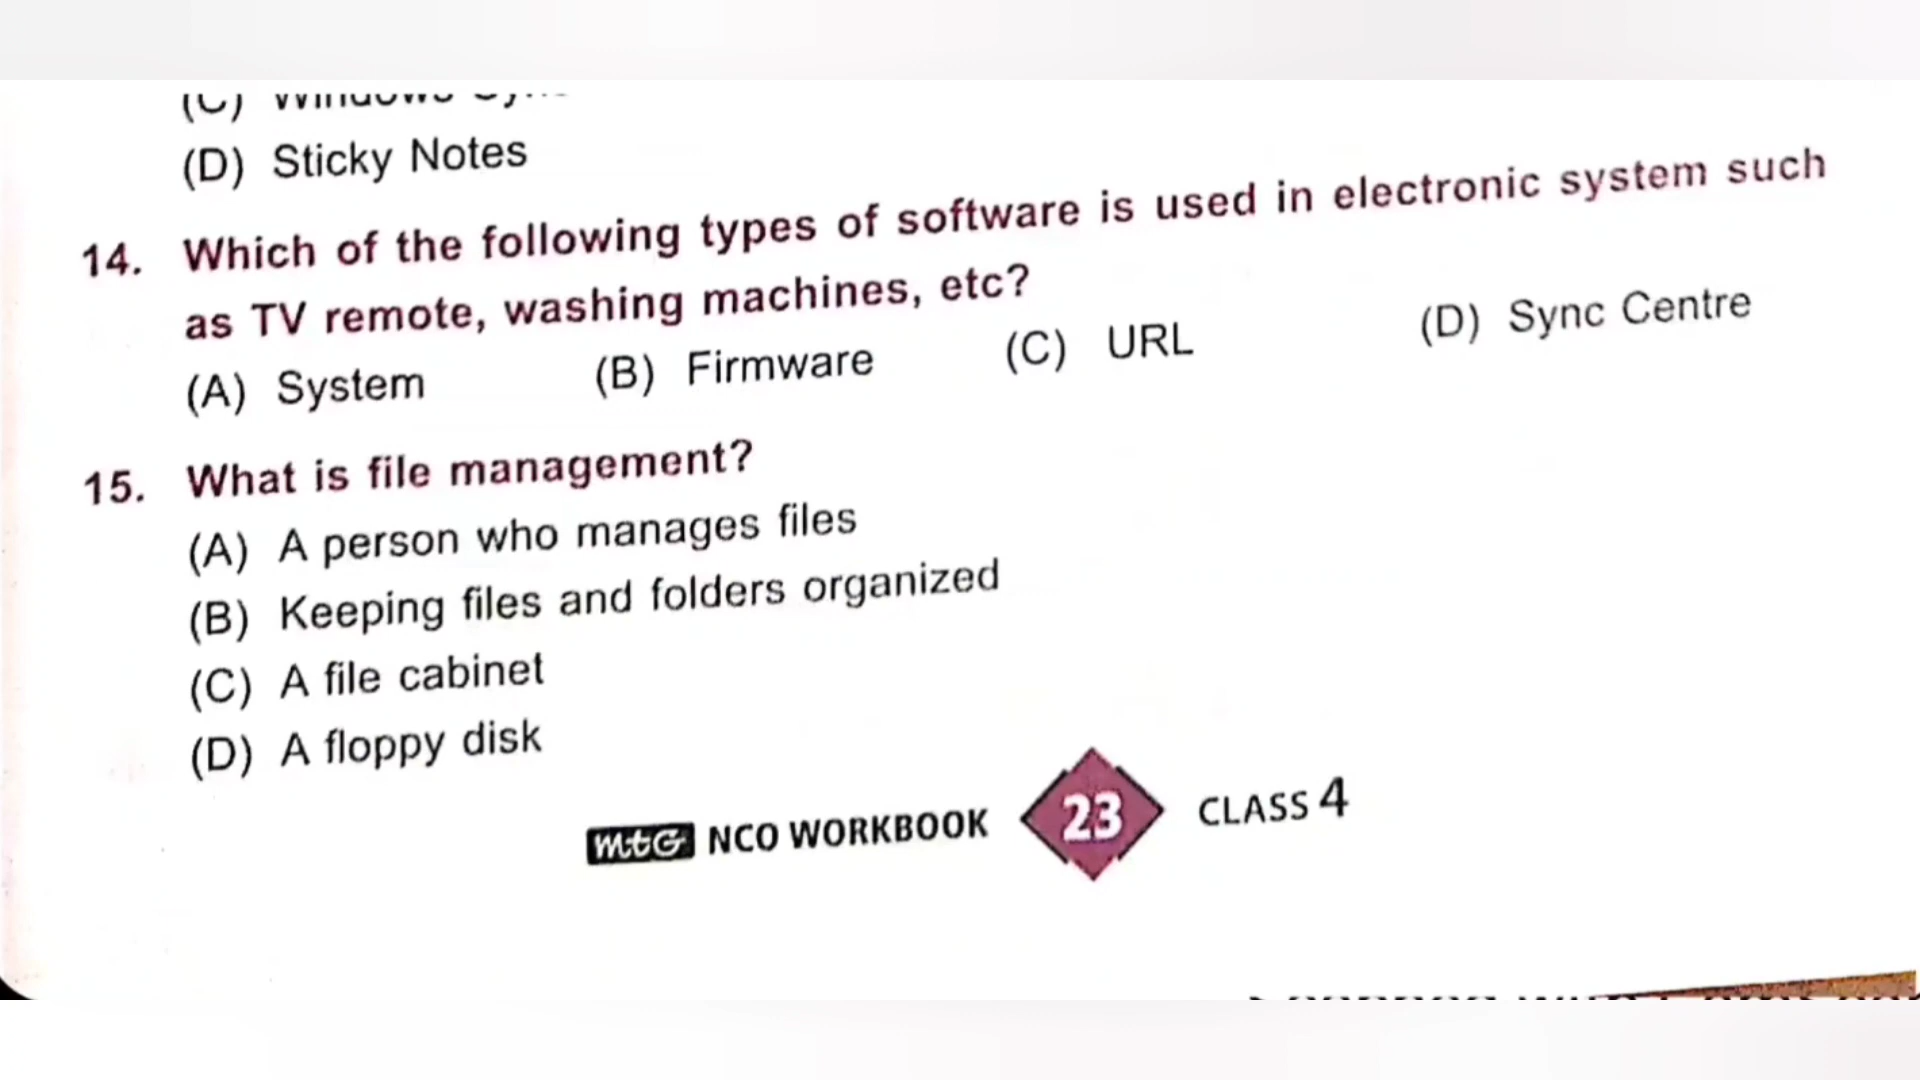 (C) Windows
(D) Sticky Notes
14. Which of the following types of software is used in electronic system such
as TV remote, washing machines, etc?
(A) System (B) Firmware (C) URL (D) Sync Centre
15. What is file management?
(A) A person who manages files
(B) Keeping files and folders organized
(C) A file cabinet
(D) A floppy disk
mtG NCO WORKBOOK 23 CLASS 4